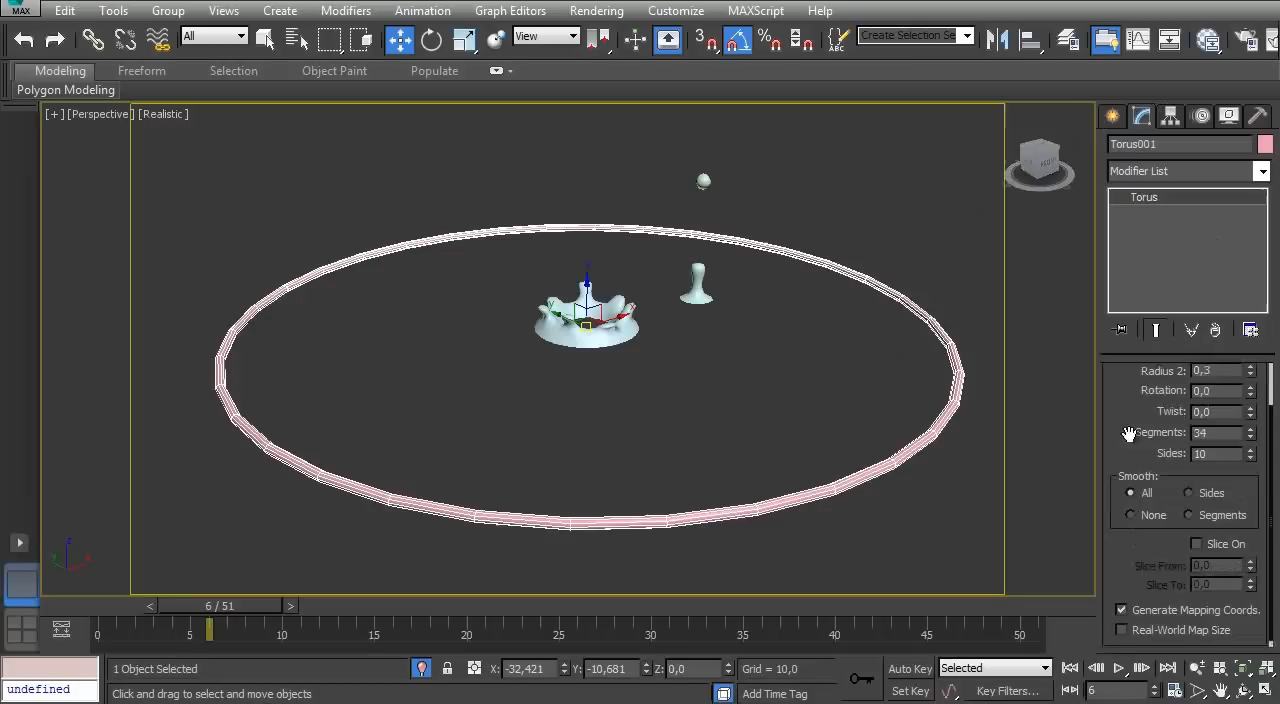 MAX Edit Tools Group Views Create Modifiers Animation Graph Editors Rendering Customize MAXScript Help
All View 3 % ABC Create Selection Se
Modeling Freeform Selection Object Paint Populate
Polygon Modeling
[+] [Perspective] [Realistic]
Torus001
Modifier List
Torus
Radius 2: 0,3
Rotation: 0,0
Twist: 0,0
Segments: 34
Sides: 10
Smooth:
All Sides
None Segments
Slice On
Slice From: 0,0
Slice To: 0,0
Generate Mapping Coords.
Real-World Map Size
z
y x
< 6 / 51 >
0 5 10 15 20 25 30 35 40 45 50
1 Object Selected X: -32,421 Y: -10,681 Z: 0,0 Grid = 10,0 Auto Key Selected
undefined Click and drag to select and move objects Add Time Tag Set Key Key Filters... 6